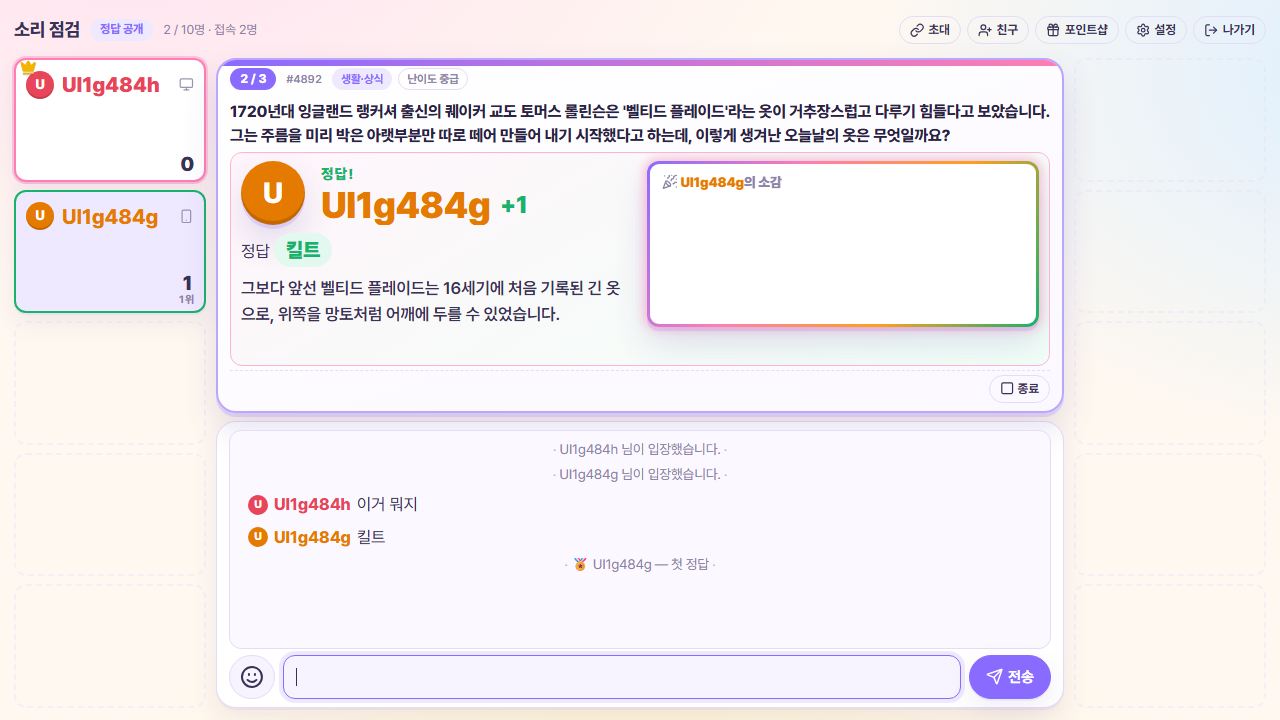 소리 점검 정답 공개 2 / 10명 · 접속 2명 초대 친구 포인트샵 설정 나가기
U UI1g484h
0
U UI1g484g
1
1위
2 / 3 #4892 생활·상식 난이도 중급
1720년대 잉글랜드 랭커셔 출신의 퀘이커 교도 토머스 롤린슨은 '벨티드 플레이드'라는 옷이 거추장스럽고 다루기 힘들다고 보았습니다.
그는 주름을 미리 박은 아랫부분만 따로 떼어 만들어 내기 시작했다고 하는데, 이렇게 생겨난 오늘날의 옷은 무엇일까요?
U
정답!
UI1g484g +1
정답 킬트
그보다 앞선 벨티드 플레이드는 16세기에 처음 기록된 긴 옷
으로, 위쪽을 망토처럼 어깨에 두를 수 있었습니다.
UI1g484g의 소감
종료
· UI1g484h 님이 입장했습니다. ·
· UI1g484g 님이 입장했습니다. ·
U UI1g484h 이거 뭐지
U UI1g484g 킬트
· 🏅 UI1g484g — 첫 정답 ·
전송